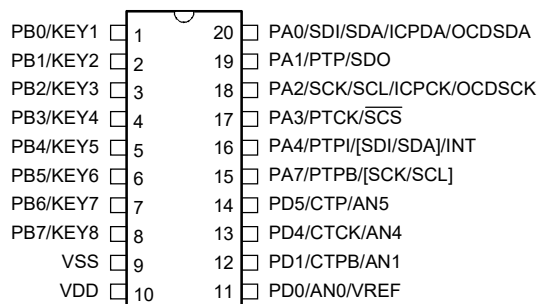 PB0/KEY1 1 20 PA0/SDI/SDA/ICPDA/OCDSDA
PB1/KEY2 2 19 PA1/PTP/SDO
PB2/KEY3 3 18 PA2/SCK/SCL/ICPCK/OCDSCK
PB3/KEY4 4 17 PA3/PTCK/S̅C̅S̅
PB4/KEY5 5 16 PA4/PTPI/[SDI/SDA]/INT
PB5/KEY6 6 15 PA7/PTPB/[SCK/SCL]
PB6/KEY7 7 14 PD5/CTP/AN5
PB7/KEY8 8 13 PD4/CTCK/AN4
VSS 9 12 PD1/CTPB/AN1
VDD 10 11 PD0/AN0/VREF